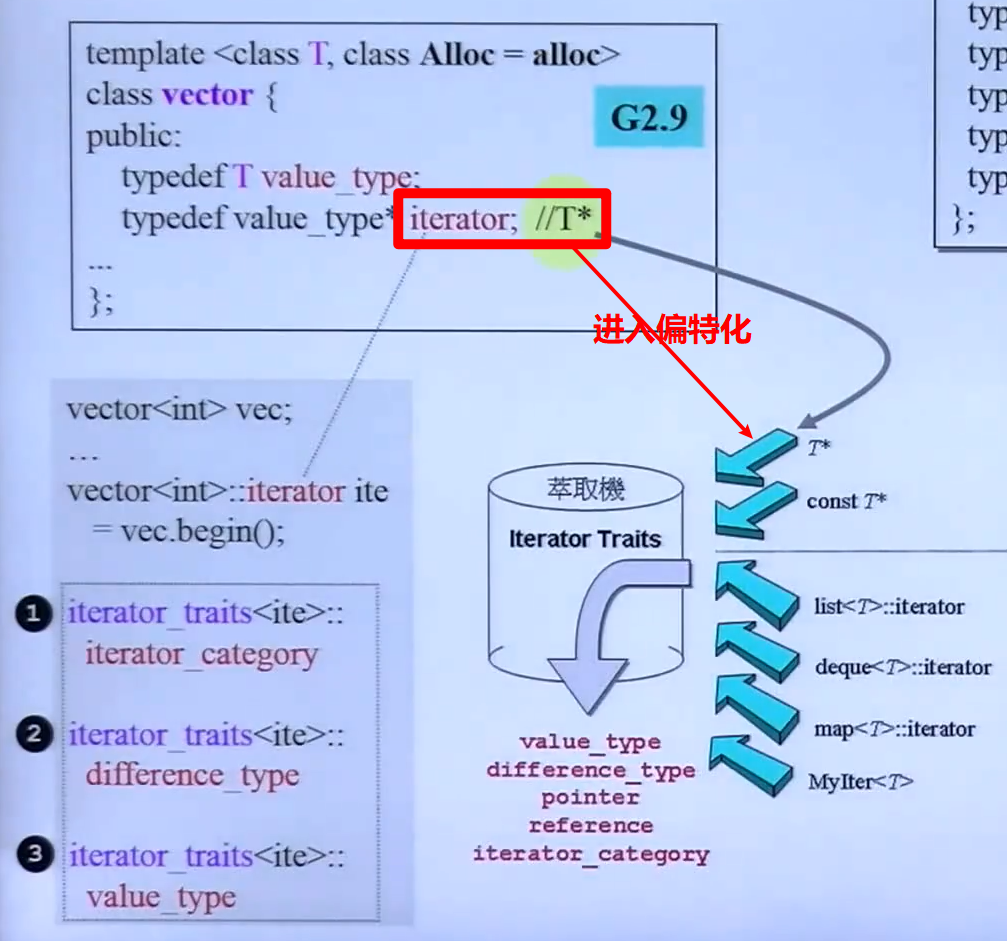 template <class T, class Alloc = alloc>
class vector {
public:
typedef T value_type;
typedef value_type* iterator; //T*
...
};
G2.9
typ
typ
typ
typ
typ
};
进入偏特化
vector<int> vec;
...
vector<int>::iterator ite
= vec.begin();
1 iterator_traits<ite>::
iterator_category
2 iterator_traits<ite>::
difference_type
3 iterator_traits<ite>::
value_type
萃取機
Iterator Traits
value_type
difference_type
pointer
reference
iterator_category
T*
const T*
list<T>::iterator
deque<T>::iterator
map<T>::iterator
MyIter<T>